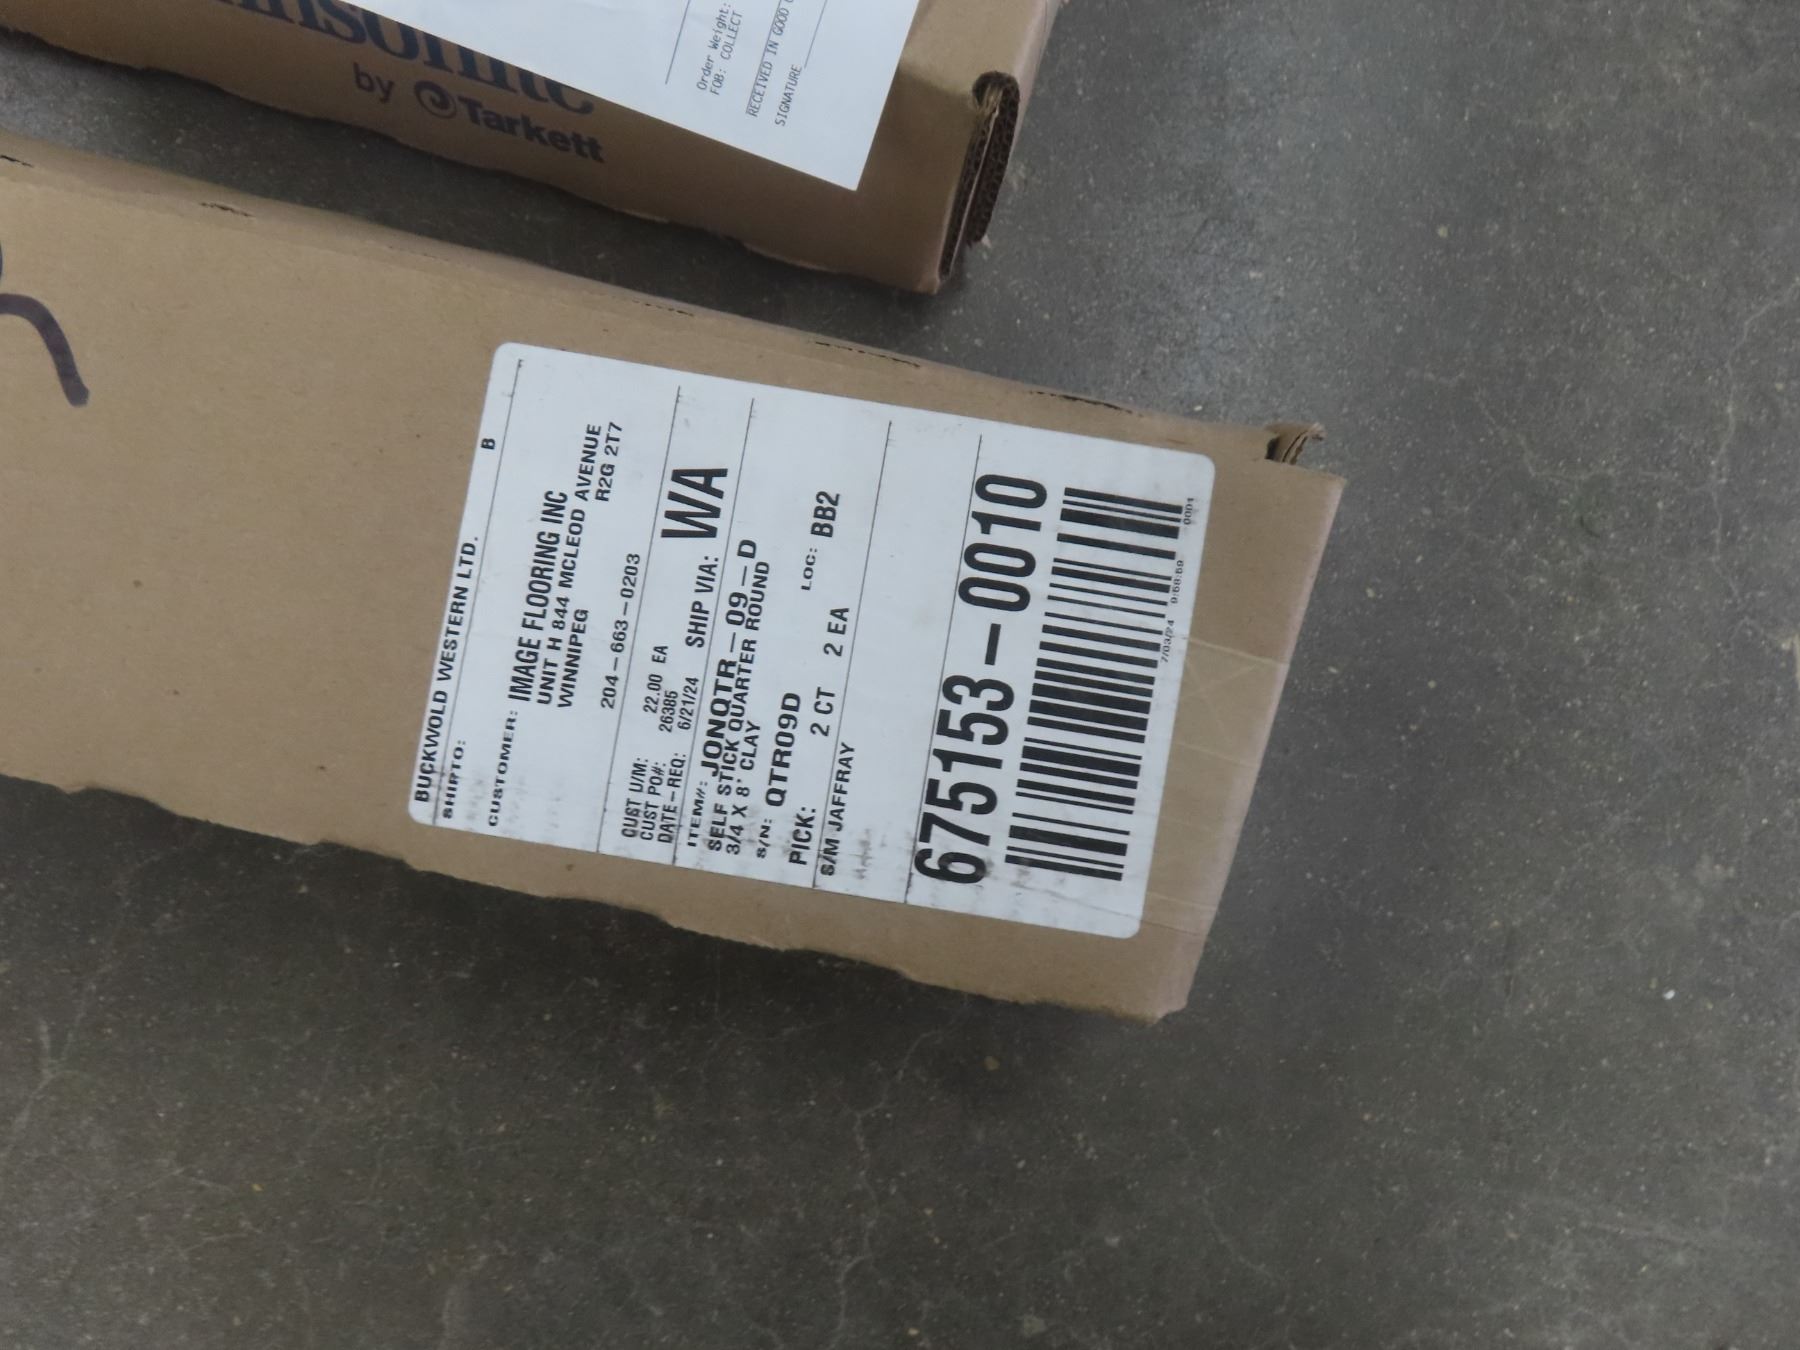 by Tarkett
Order Weight:
FOB: COLLECT
RECEIVED IN GOOD
SIGNATURE
BUCKWOLD WESTERN LTD. B
SHIPTO:
CUSTOMER: IMAGE FLOORING INC
UNIT H 844 MCLEOD AVENUE
WINNIPEG R2G 2T7
204-663-0203
CUST U/M: 22.00 EA
CUST PO#: 26385
DATE-REQ: 6/21/24 SHIP VIA: WA
ITEM#: JONQTR-09-D
SELF STICK QUARTER ROUND
3/4 X 8' CLAY
S/N: QTR09D LOC: BB2
PICK: 2 CT 2 EA
S/M JAFFRAY
675153-0010
7/03/24 9:58:59 0001